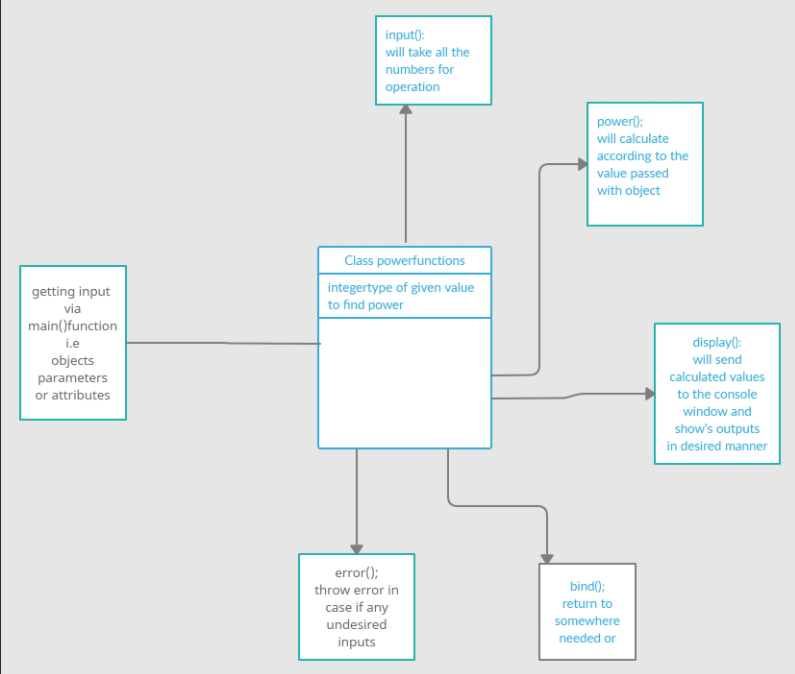 input():
will take all the
numbers for
operation
power();
will calculate
according to the
value passed
with object
Class powerfunctions
integertype of given value
to find power
getting input
via
main()function
i.e
objects
parameters
or attributes
display():
will send
calculated values
to the console
window and
show's outputs
in desired manner
error();
throw error in
case if any
undesired
inputs
bind();
return to
somewhere
needed or